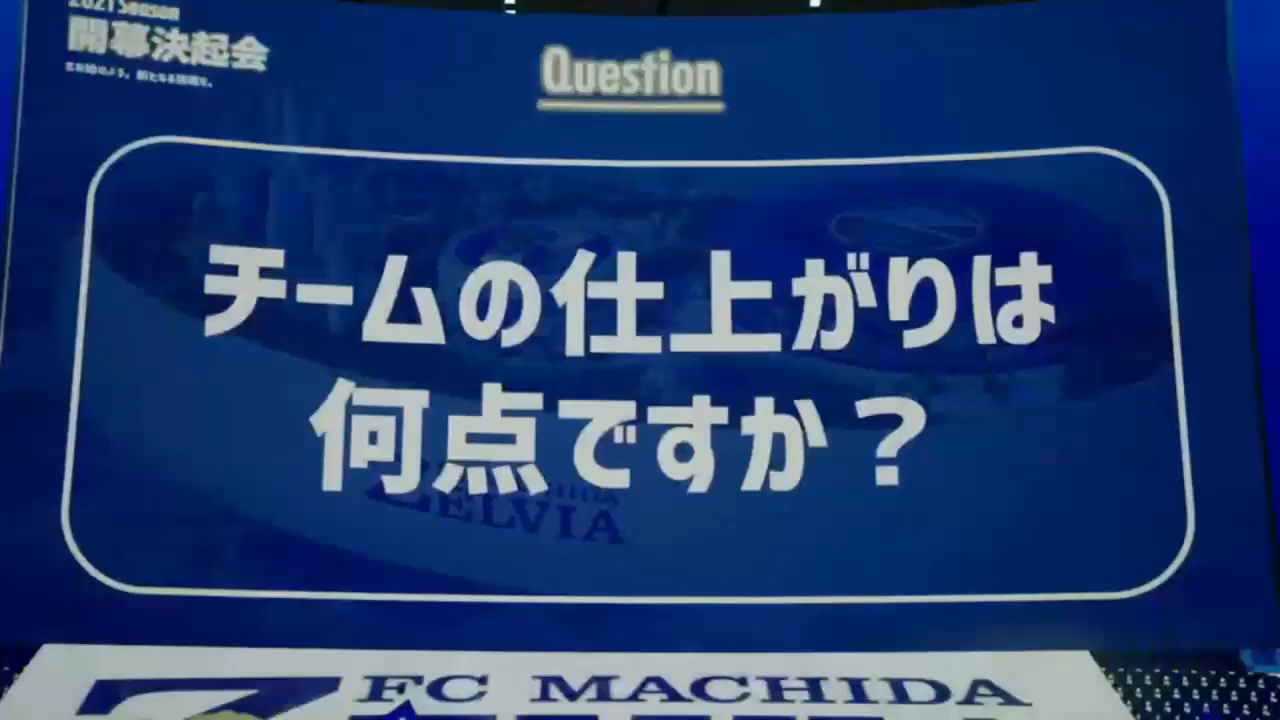 2021 Season
開幕決起会
Question
チームの仕上がりは
何点ですか？
ZELVIA
FC MACHIDA